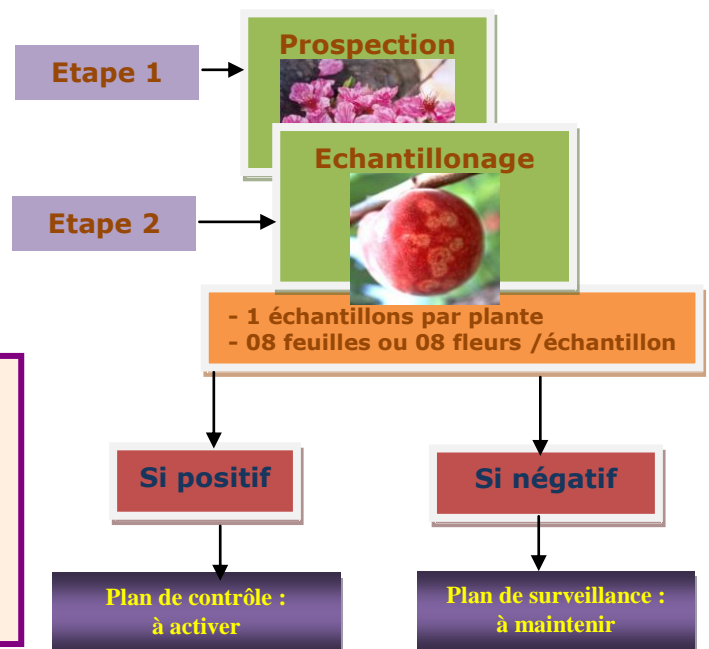 Prospection
Etape 1
Echantillonage
Etape 2
- 1 échantillons par plante
- 08 feuilles ou 08 fleurs /échantillon
Si positif
Si négatif
Plan de contrôle :
à activer
Plan de surveillance :
à maintenir